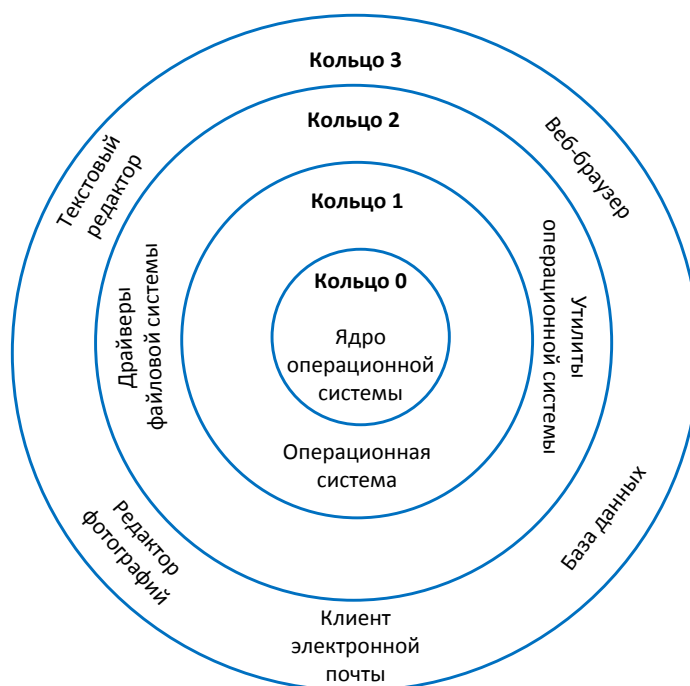 Кольцо 3
Кольцо 2
Кольцо 1
Кольцо 0
Ядро
операционной
системы
Операционная
система
Текстовый
редактор
Веб-браузер
Драйверы
файловой системы
Утилиты
операционной системы
Редактор
фотографий
База данных
Клиент
электронной
почты